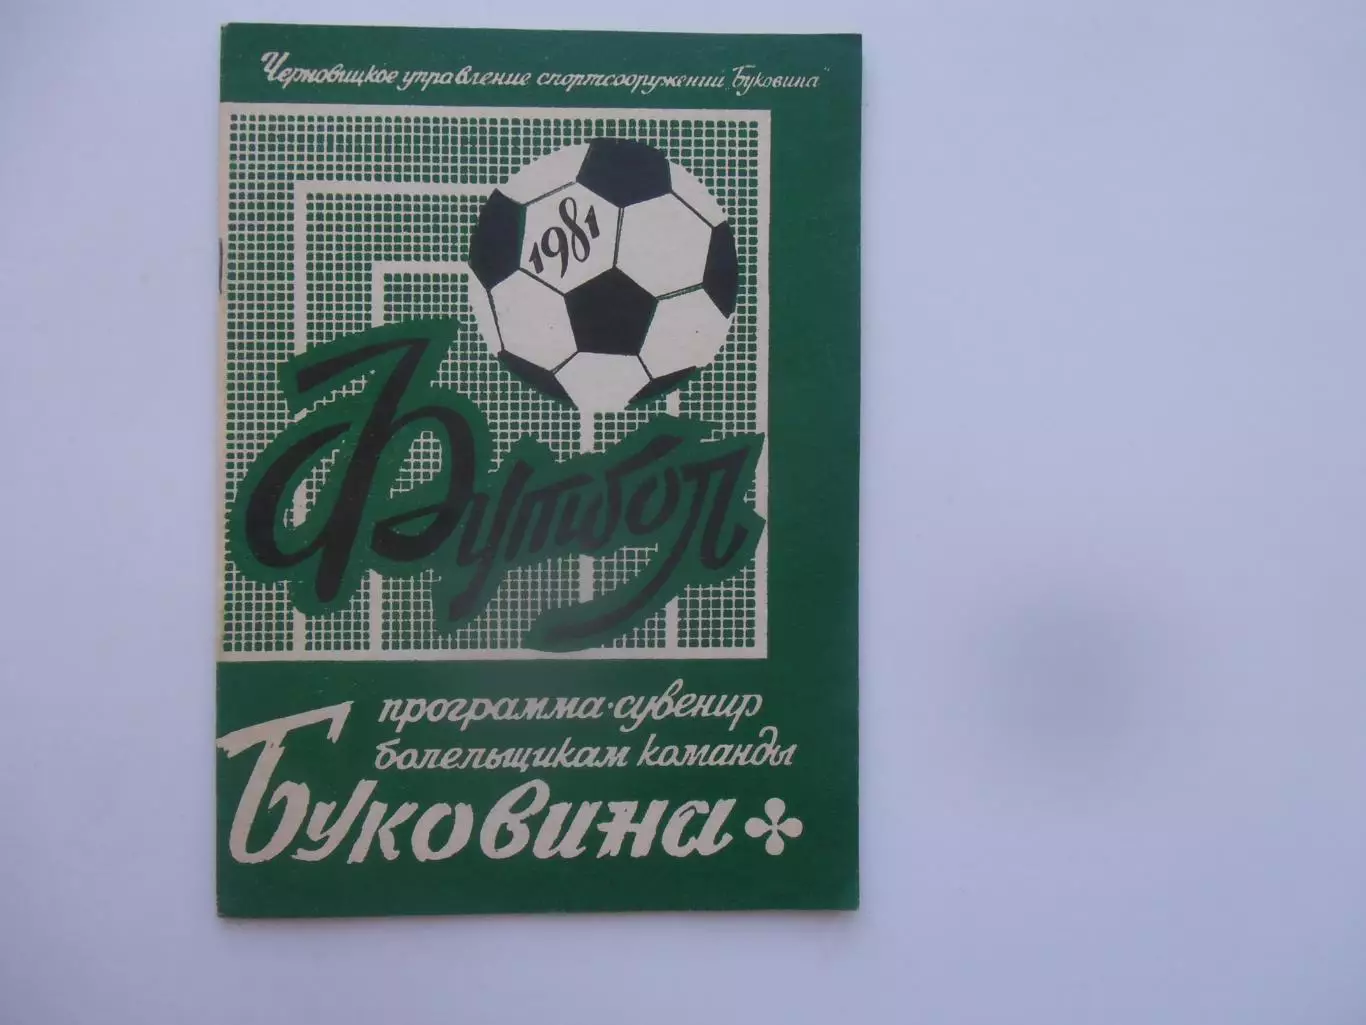 Черновицкое управление спортсооружений „Буковина"
1981
Футбол
программа·сувенир
болельщикам команды
Буковина